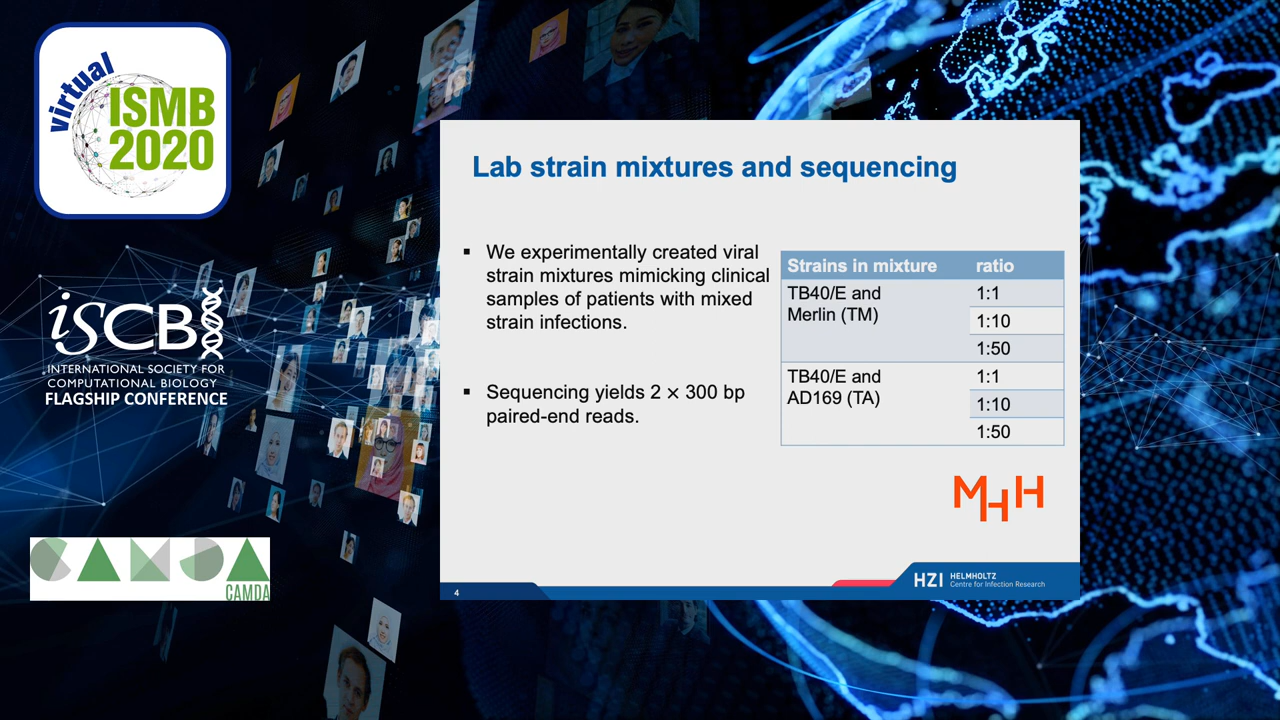 virtual
ISMB
2020
iSCB
INTERNATIONAL SOCIETY FOR
COMPUTATIONAL BIOLOGY
FLAGSHIP CONFERENCE
CAMDA
CAMDA
Lab strain mixtures and sequencing
▪ We experimentally created viral
strain mixtures mimicking clinical
samples of patients with mixed
strain infections.
▪ Sequencing yields 2 × 300 bp
paired-end reads.
Strains in mixture ratio
TB40/E and 1:1
Merlin (TM)
1:10
1:50
TB40/E and 1:1
AD169 (TA)
1:10
1:50
MHH
4
HZI HELMHOLTZ
Centre for Infection Research